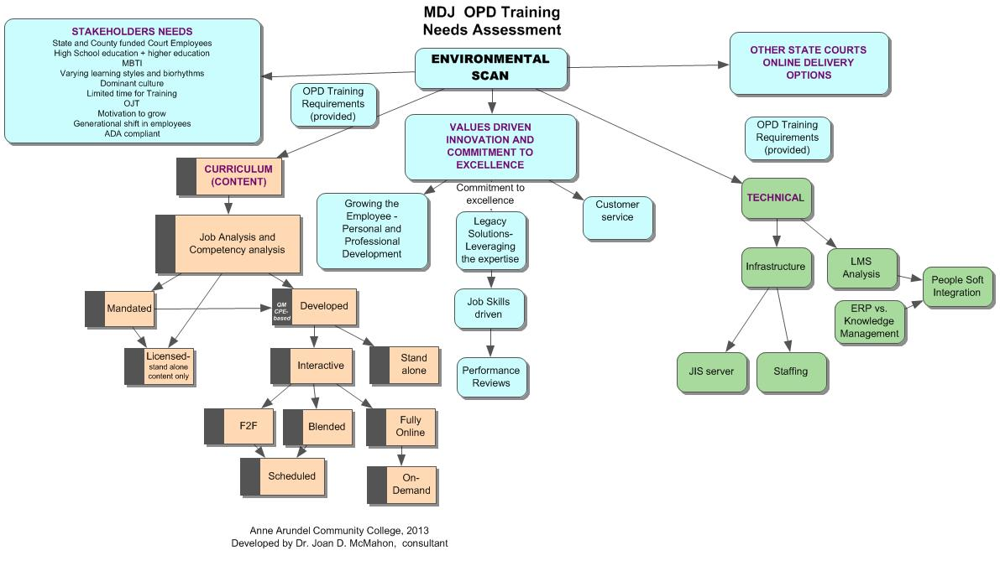 MDJ OPD Training
Needs Assessment
STAKEHOLDERS NEEDS
State and County funded Court Employees
High School education + higher education
MBTI
Varying learning styles and biorhythms
Dominant culture
Limited time for Training
OJT
Motivation to grow
Generational shift in employees
ADA compliant
ENVIRONMENTAL
SCAN
OTHER STATE COURTS
ONLINE DELIVERY
OPTIONS
OPD Training
Requirements
(provided)
VALUES DRIVEN
INNOVATION AND
COMMITMENT TO
EXCELLENCE
OPD Training
Requirements
(provided)
CURRICULUM
(CONTENT)
Commitment to
excellence
TECHNICAL
Growing the
Employee -
Personal and
Professional
Development
Legacy
Solutions-
Leveraging
the expertise
Customer
service
Job Analysis and
Competency analysis
Infrastructure
LMS
Analysis
People Soft
Integration
ERP vs.
Knowledge
Management
Mandated
QM
CPE-
based
Developed
Job Skills
driven
Licensed-
stand alone
content only
Interactive
Stand
alone
Performance
Reviews
JIS server
Staffing
F2F
Blended
Fully
Online
Scheduled
On-
Demand
Anne Arundel Community College, 2013
Developed by Dr. Joan D. McMahon, consultant